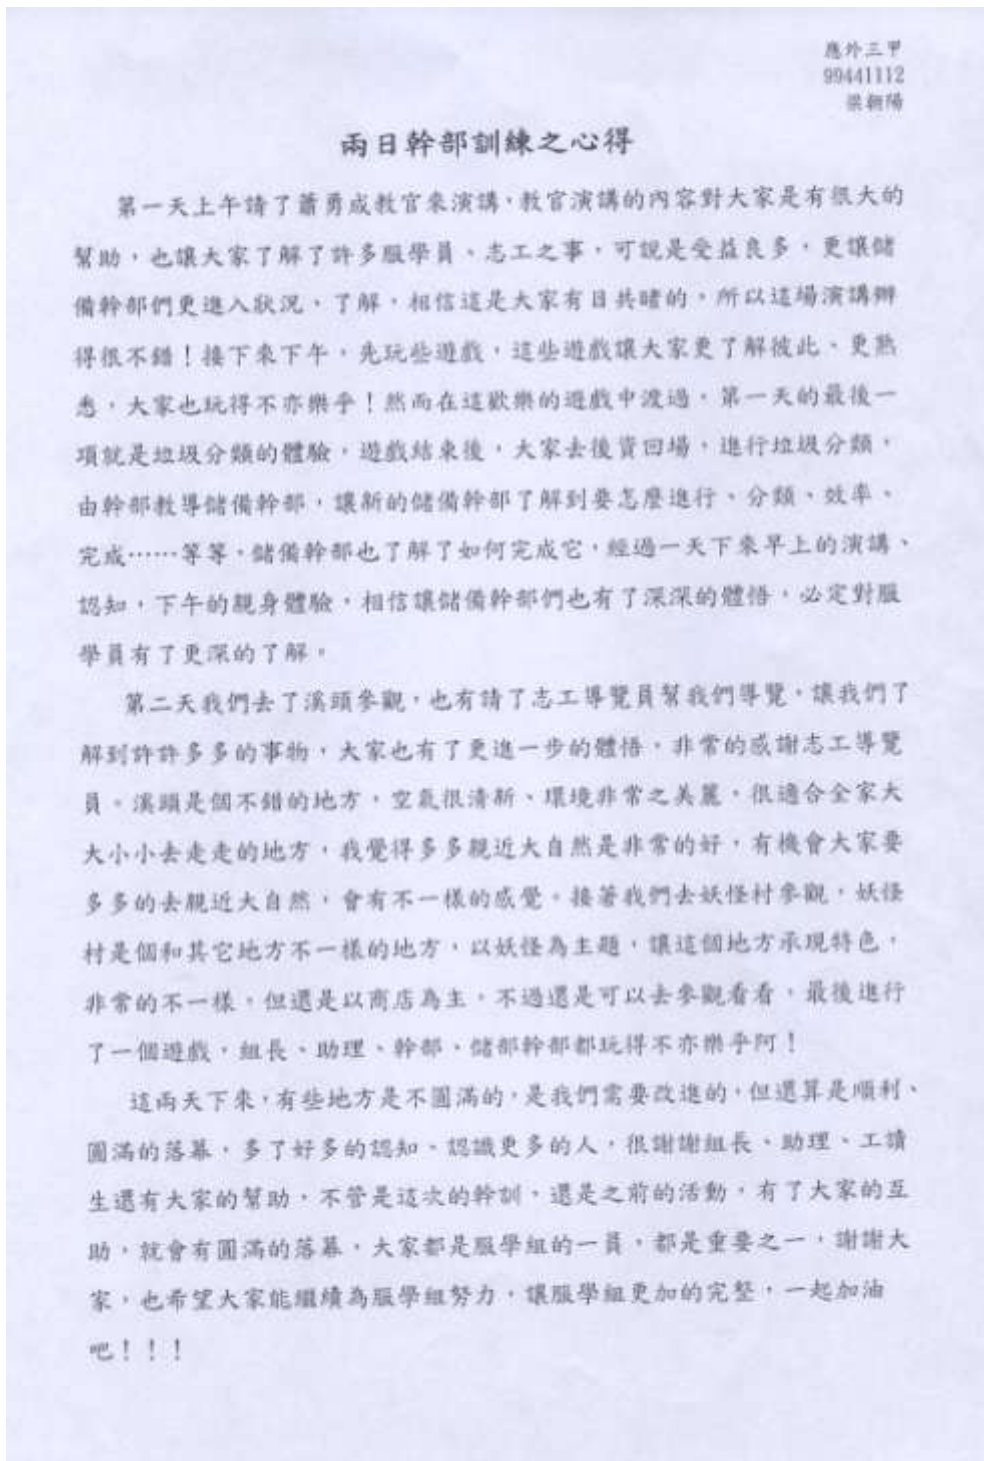 應外三甲
99441112
梁朝陽
兩日幹部訓練之心得
第一天上午請了蕭勇成教官來演講，教官演講的內容對大家是有很大的
幫助，也讓大家了解了許多服學員、志工之事，可說是受益良多，更讓儲
備幹部們更進入狀況，了解，相信這是大家有目共睹的，所以這場演講辦
得很不錯！接下來下午，先玩些遊戲，這些遊戲讓大家更了解彼此、更熟
悉，大家也玩得不亦樂乎！然而在這歡樂的遊戲中渡過，第一天的最後一
項就是垃圾分類的體驗，遊戲結束後，大家去後資回場，進行垃圾分類，
由幹部教導儲備幹部，讓新的儲備幹部了解到要怎麼進行、分類、效率、
完成……等等，儲備幹部也了解了如何完成它，經過一天下來早上的演講、
認知，下午的親身體驗，相信讓儲備幹部們也有了深深的體悟，必定對服
學員有了更深的了解。
第二天我們去了溪頭參觀，也有請了志工導覽員幫我們導覽，讓我們了
解到許許多多的事物，大家也有了更進一步的體悟，非常的感謝志工導覽
員。溪頭是個不錯的地方，空氣很清新、環境非常之美麗，很適合全家大
大小小去走走的地方，我覺得多多親近大自然是非常的好，有機會大家要
多多的去親近大自然，會有不一樣的感覺。接著我們去妖怪村參觀，妖怪
村是個和其它地方不一樣的地方，以妖怪為主題，讓這個地方承現特色，
非常的不一樣，但還是以商店為主，不過還是可以去參觀看看，最後進行
了一個遊戲，組長、助理、幹部、儲部幹部都玩得不亦樂乎阿！
這兩天下來，有些地方是不圓滿的，是我們需要改進的，但還算是順利、
圓滿的落幕，多了好多的認知、認識更多的人，很謝謝組長、助理、工讀
生還有大家的幫助，不管是這次的幹訓，還是之前的活動，有了大家的互
助，就會有圓滿的落幕，大家都是服學組的一員，都是重要之一，謝謝大
家，也希望大家能繼續為服學組努力，讓服學組更加的完整，一起加油
吧！！！